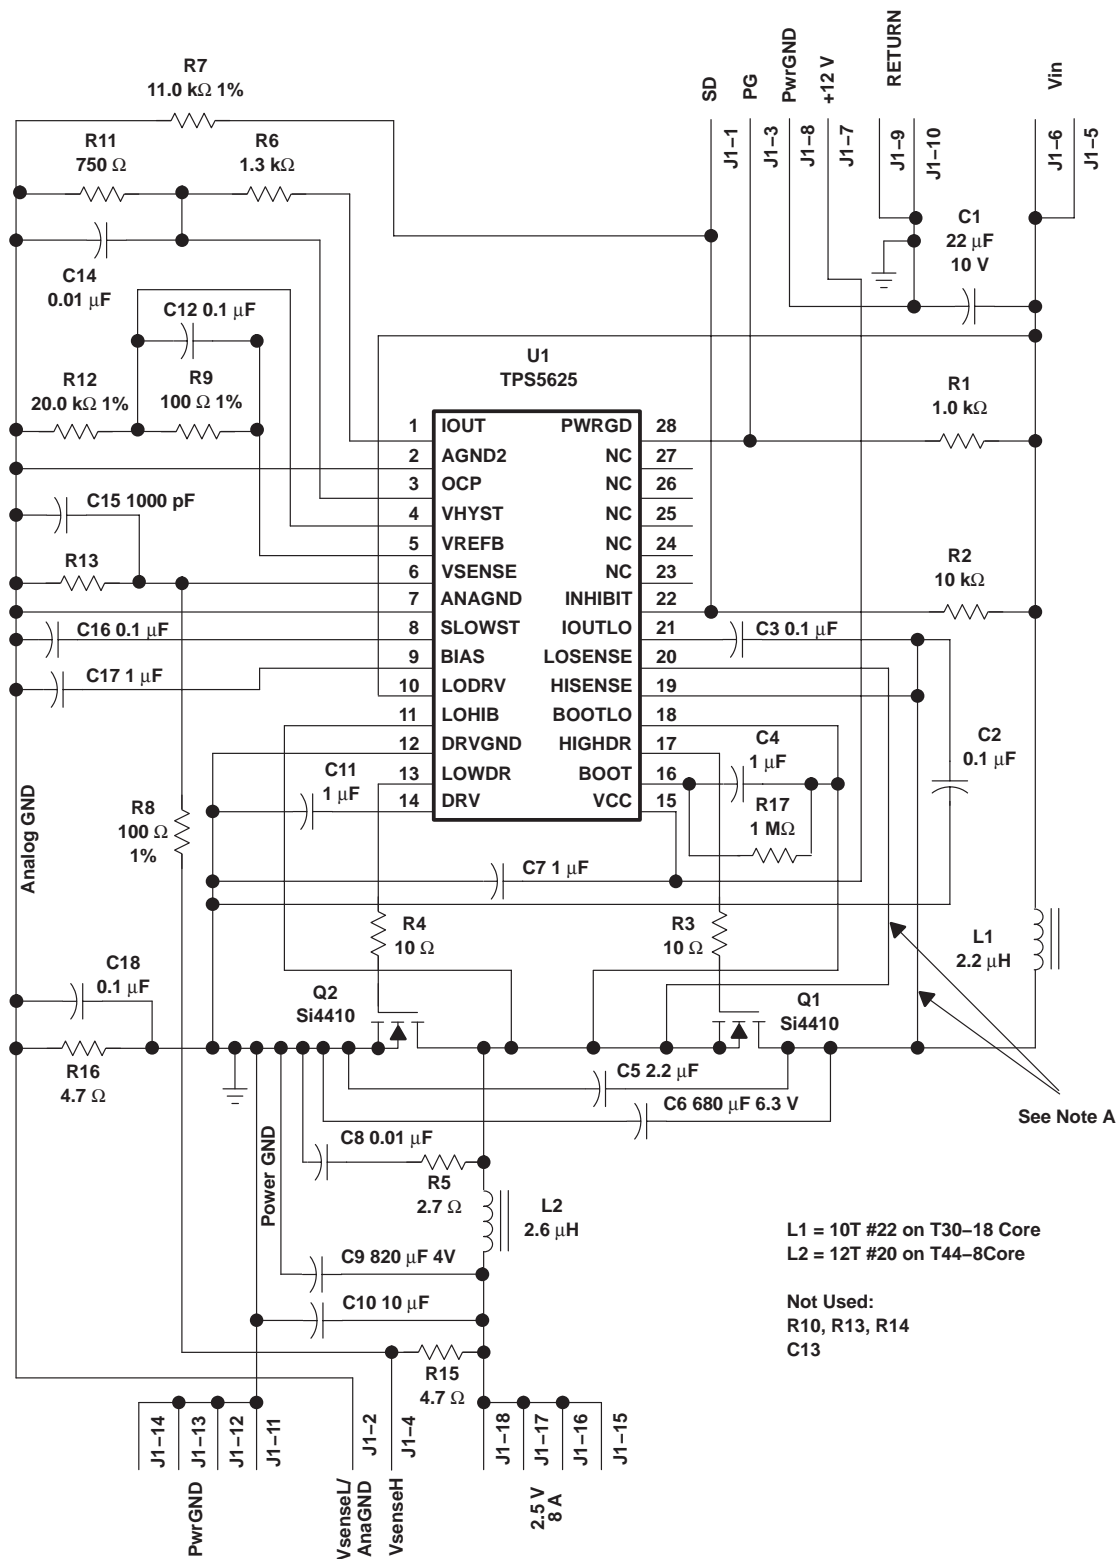 R7
11.0 kΩ 1%
R11
750 Ω
R6
1.3 kΩ
C14
0.01 μF
C12 0.1 μF
R12
20.0 kΩ 1%
R9
100 Ω 1%
C15 1000 pF
R13
C16 0.1 μF
C17 1 μF
SD
J1–1
PG
J1–3
PwrGND
J1–8
+12 V
J1–7
RETURN
J1–9
J1–10
Vin
J1–6
J1–5
C1
22 μF
10 V
U1
TPS5625
1 IOUT
2 AGND2
3 OCP
4 VHYST
5 VREFB
6 VSENSE
7 ANAGND
8 SLOWST
9 BIAS
10 LODRV
11 LOHIB
12 DRVGND
13 LOWDR
14 DRV
PWRGD 28
NC 27
NC 26
NC 25
NC 24
NC 23
INHIBIT 22
IOUTLO 21
LOSENSE 20
HISENSE 19
BOOTLO 18
HIGHDR 17
BOOT 16
VCC 15
R1
1.0 kΩ
R2
10 kΩ
C3 0.1 μF
C2
0.1 μF
C4
1 μF
R17
1 MΩ
C11
1 μF
R8
100 Ω
1%
Analog GND
C7 1 μF
R4
10 Ω
R3
10 Ω
L1
2.2 μH
C18
0.1 μF
Q2
Si4410
Q1
Si4410
R16
4.7 Ω
C5 2.2 μF
C6 680 μF 6.3 V
See Note A
C8 0.01 μF
R5
2.7 Ω
Power GND
L2
2.6 μH
C9 820 μF 4V
C10 10 μF
R15
4.7 Ω
L1 = 10T #22 on T30–18 Core
L2 = 12T #20 on T44–8Core
Not Used:
R10, R13, R14
C13
J1–14
J1–13
J1–12
J1–11
J1–2
J1–4
J1–18
J1–17
J1–16
J1–15
PwrGND
VsenseL/
AnaGND
VsenseH
2.5 V
8 A